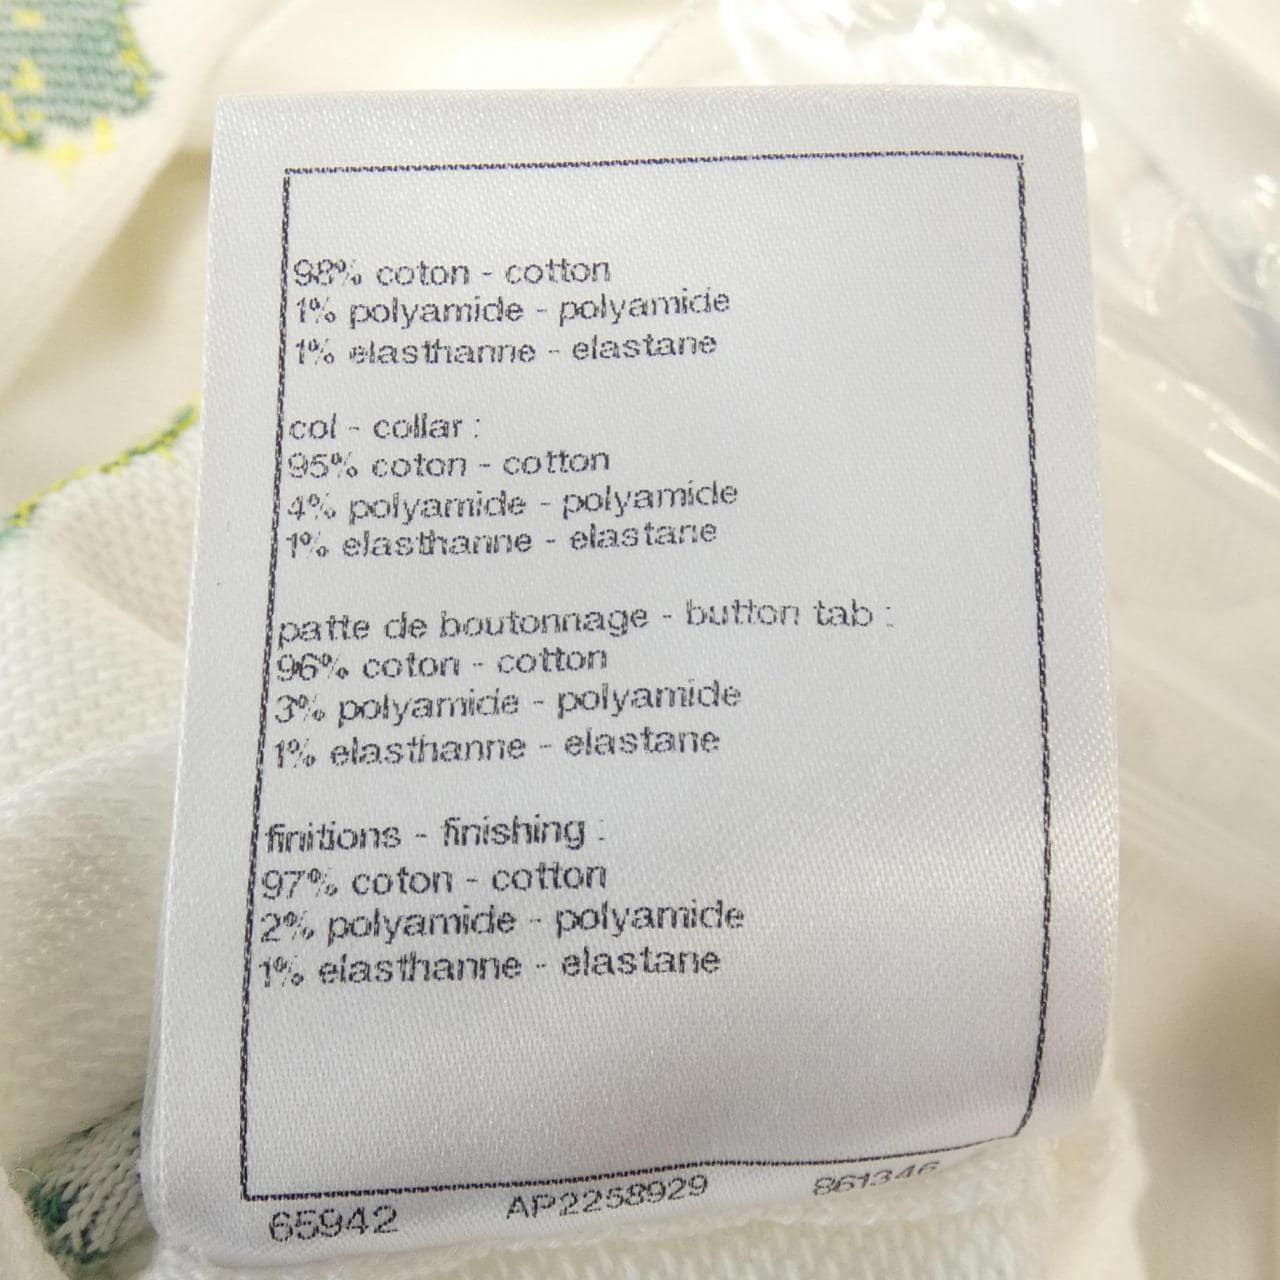 98% coton - cotton
1% polyamide - polyamide
1% elasthanne - elastane
col - collar :
95% coton - cotton
4% polyamide - polyamide
1% elasthanne - elastane
patte de boutonnage - button tab :
96% coton - cotton
3% polyamide - polyamide
1% elasthanne - elastane
finitions - finishing :
97% coton - cotton
2% polyamide - polyamide
1% elasthanne - elastane
65942 AP2258929 861346